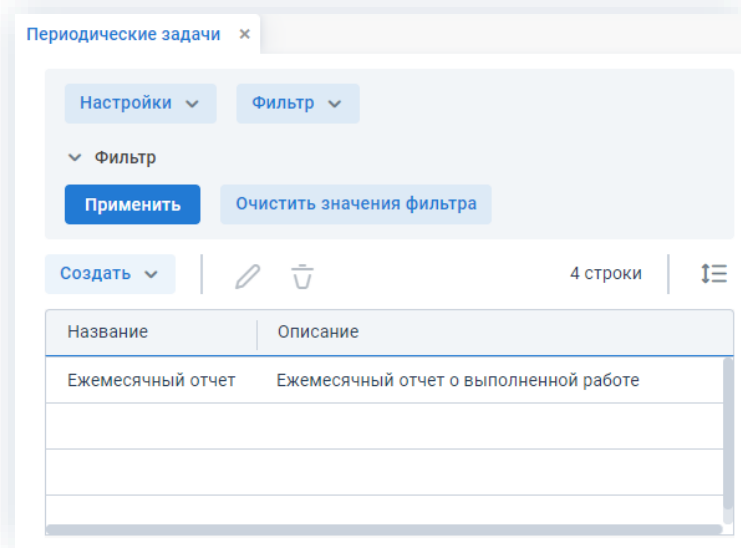 Периодические задачи ×
Настройки Фильтр
Фильтр
Применить Очистить значения фильтра
Создать 4 строки
Название Описание
Ежемесячный отчет Ежемесячный отчет о выполненной работе